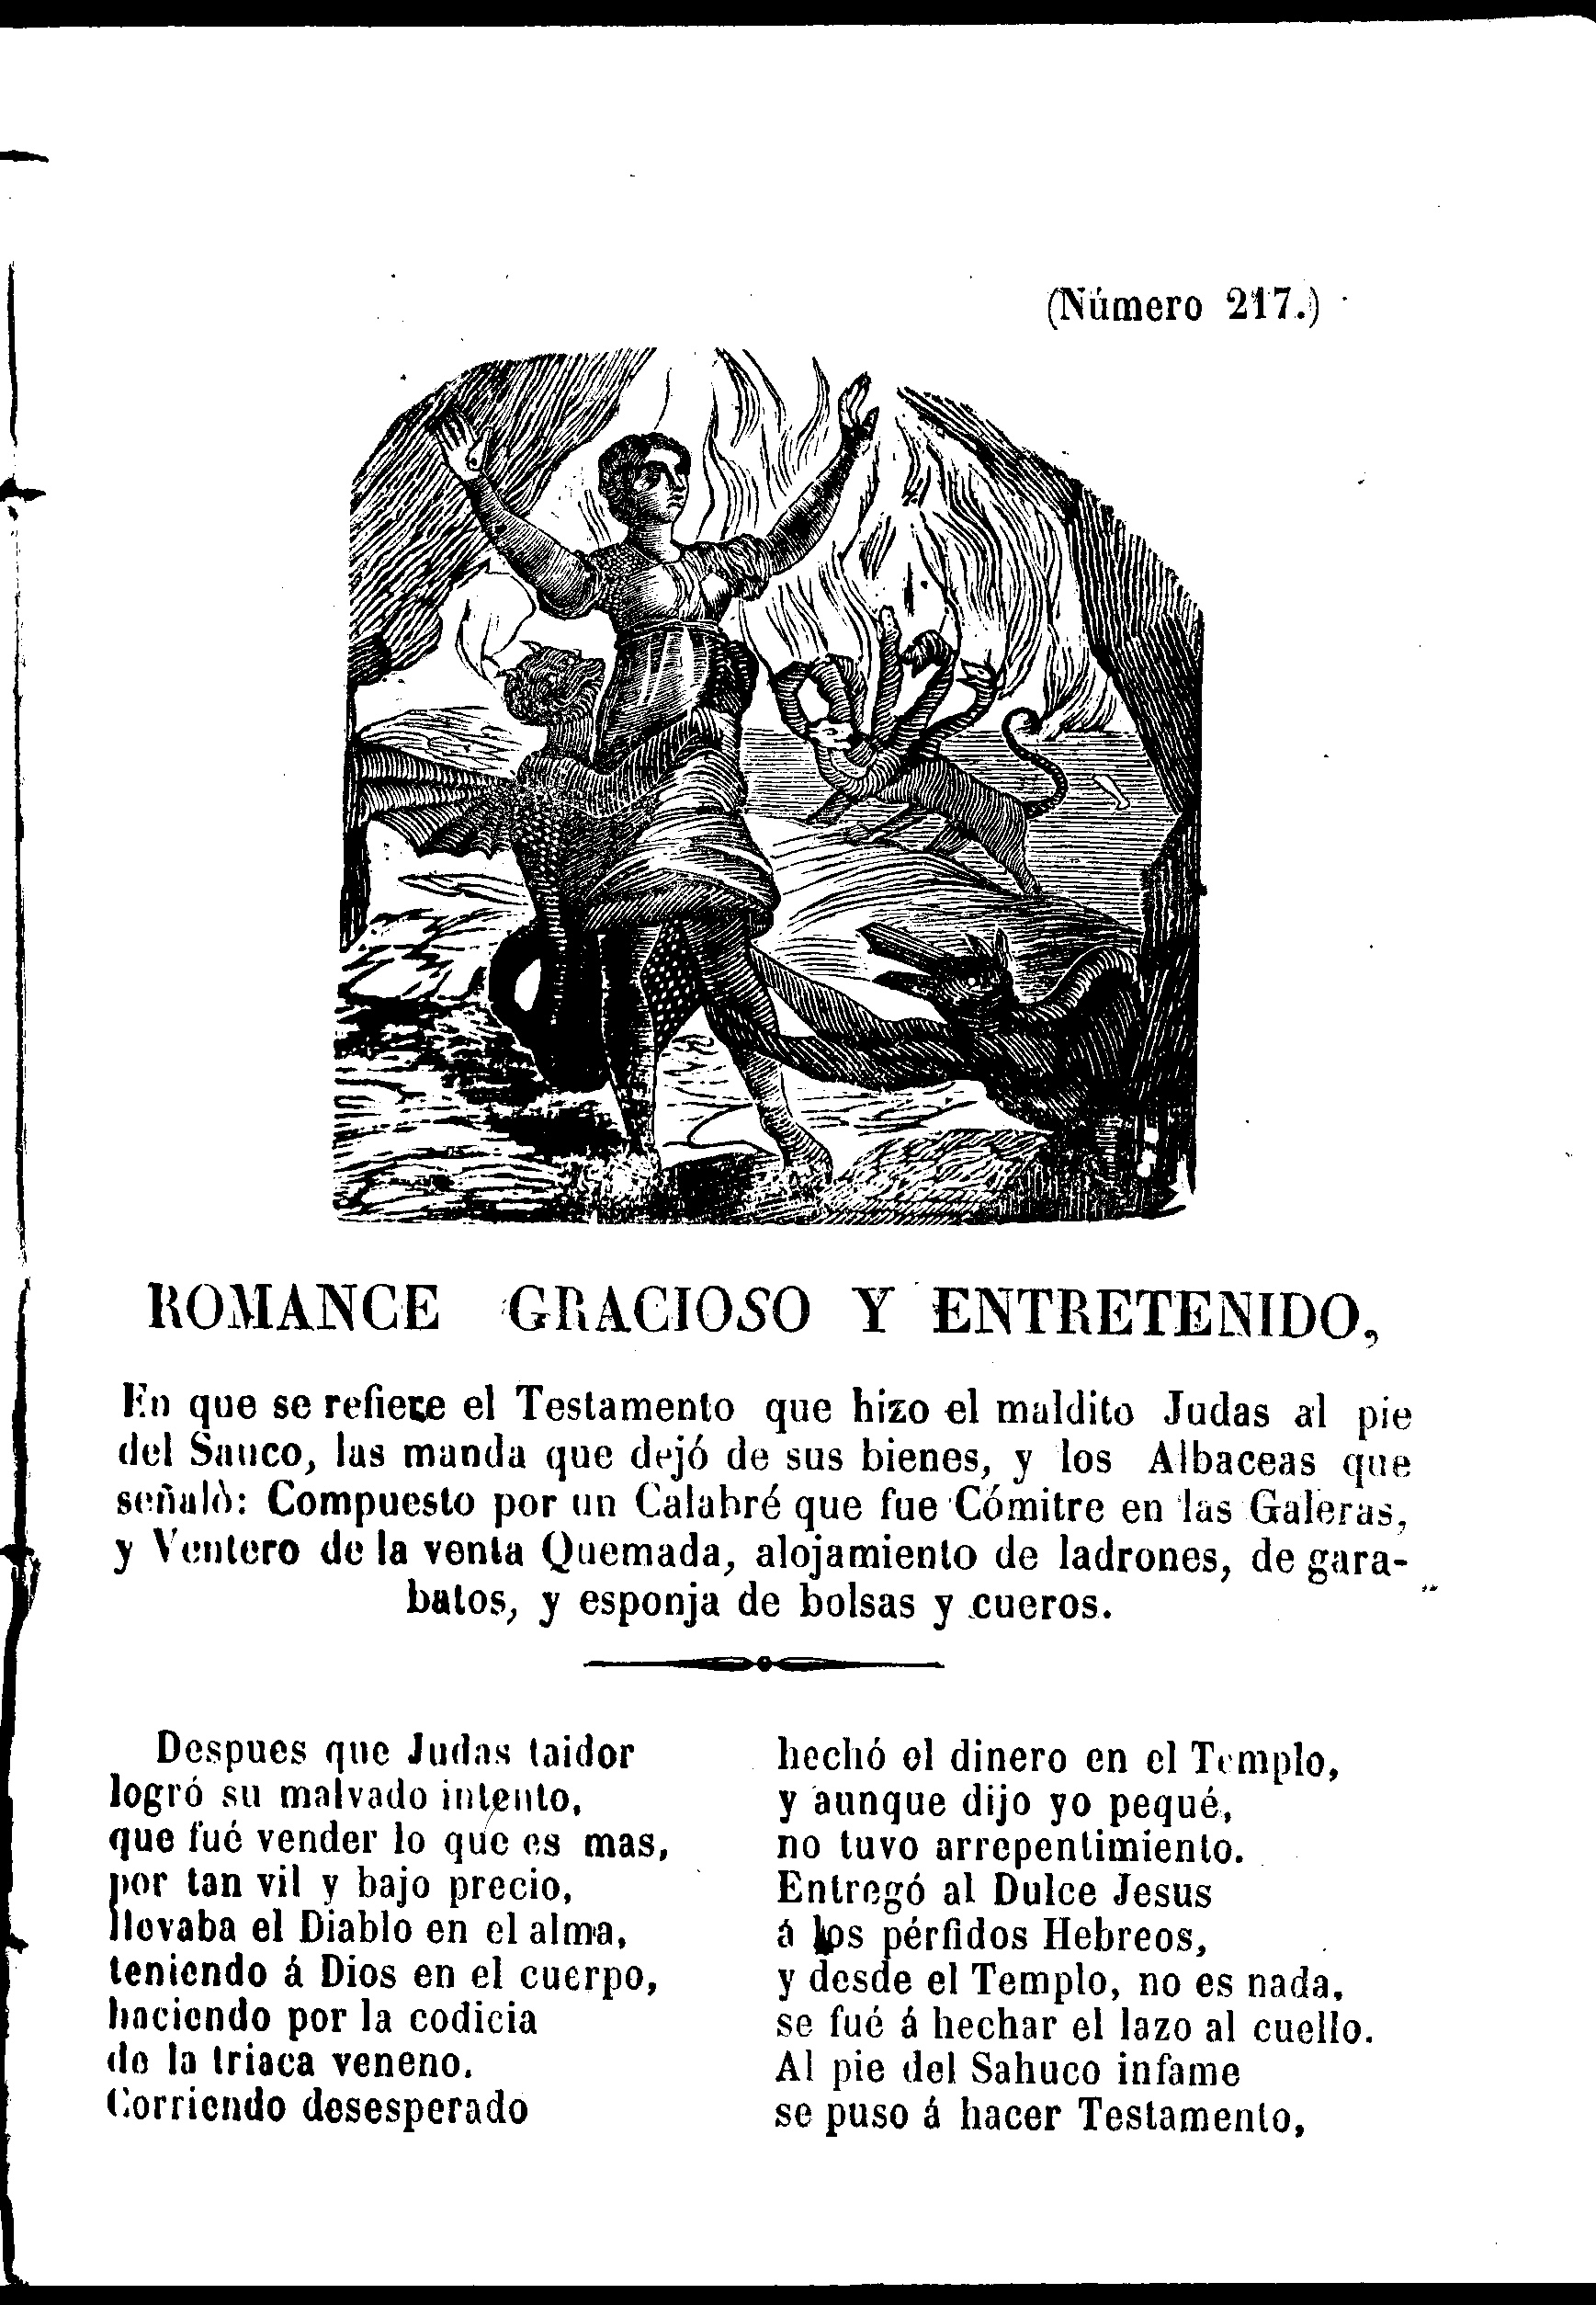 (Número 217.)
ROMANCE GRACIOSO Y ENTRETENIDO,
En que se refiere el Testamento que hizo el maldito Judas al pie
del Sauco, las manda que dejó de sus bienes, y los Albaceas que
señalò: Compuesto por un Calabré que fue Cómitre en las Galeras,
y Ventero de la venta Quemada, alojamiento de ladrones, de gara-
batos, y esponja de bolsas y cueros.
Despues que Judas taidor
logró su malvado intento,
que fué vender lo que es mas,
por tan vil y bajo precio,
llevaba el Diablo en el alma,
teniendo á Dios en el cuerpo,
haciendo por la codicia
de la triaca veneno.
Corriendo desesperado
hechó el dinero en el Templo,
y aunque dijo yo pequé,
no tuvo arrepentimiento.
Entregó al Dulce Jesus
á los pérfidos Hebreos,
y desde el Templo, no es nada,
se fué á hechar el lazo al cuello.
Al pie del Sahuco infame
se puso á hacer Testamento,